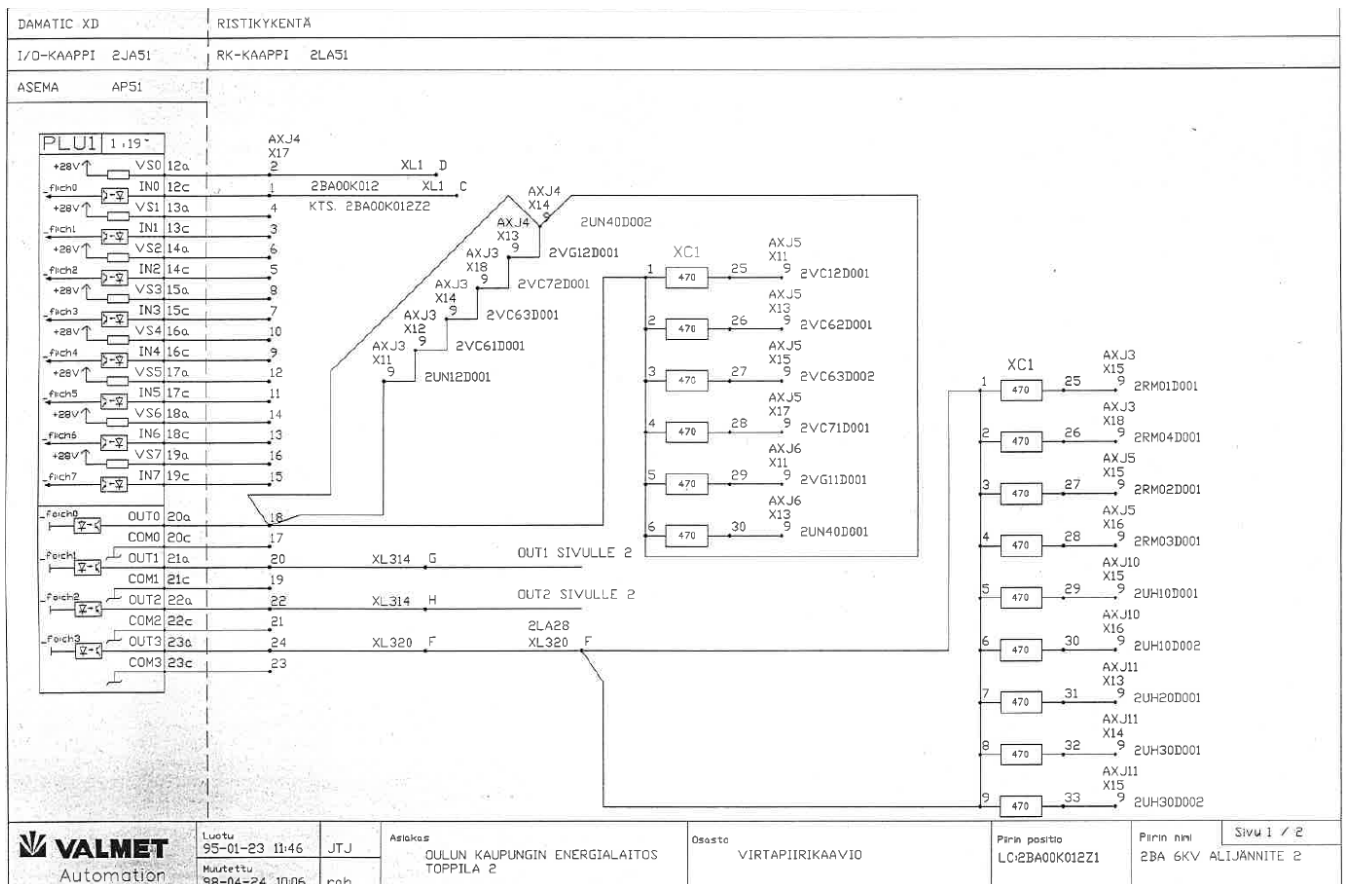 DAMATIC XD
RISTIKYKENTÄ
I/O-KAAPPI 2JA51
RK-KAAPPI 2LA51
ASEMA AP51
PLU1 1.19
AXJ4
X17
+28V VS0 12a 2 XL1 D
_fbch0 IN0 12c 1 2BA00K012 XL1 C
+28V VS1 13a 4 KTS. 2BA00K012Z2
_fbch1 IN1 13c 3
+28V VS2 14a 6
_fbch2 IN2 14c 5
+28V VS3 15a 8
_fbch3 IN3 15c 7
+28V VS4 16a 10
_fbch4 IN4 16c 9
+28V VS5 17a 12
_fbch5 IN5 17c 11
+28V VS6 18a 14
_fbch6 IN6 18c 13
+28V VS7 19a 16
_fbch7 IN7 19c 15
OUT0 20a 18
COM0 20c 17
OUT1 21a 20 XL314 G OUT1 SIVULLE 2
COM1 21c 19
OUT2 22a 22 XL314 H OUT2 SIVULLE 2
COM2 22c 21
2LA28
OUT3 23a 24 XL320 F XL320 F
COM3 23c 23
AXJ4
X14
9 2UN40D002
AXJ4
X13
9 2VG12D001
AXJ3
X18
9 2VC72D001
AXJ3
X14
9 2VC63D001
AXJ3
X12
9 2VC61D001
AXJ3
X11
9 2UN12D001
XC1
AXJ5
X11
1 470 25 9 2VC12D001
AXJ5
X13
2 470 26 9 2VC62D001
AXJ5
X15
3 470 27 9 2VC63D002
AXJ5
X17
4 470 28 9 2VC71D001
AXJ6
X11
5 470 29 9 2VG11D001
AXJ6
X13
6 470 30 9 2UN40D001
XC1
AXJ3
X15
1 470 25 9 2RM01D001
AXJ3
X18
2 470 26 9 2RM04D001
AXJ5
X15
3 470 27 9 2RM02D001
AXJ5
X16
4 470 28 9 2RM03D001
AXJ10
X15
5 470 29 9 2UH10D001
AXJ10
X16
6 470 30 9 2UH10D002
AXJ11
X13
7 470 31 9 2UH20D001
AXJ11
X14
8 470 32 9 2UH30D001
AXJ11
X15
9 470 33 9 2UH30D002
VALMET
Automation
Luotu
95-01-23 11:46 JTJ
Muutettu
98-04-24 10:06
Asiakas
OULUN KAUPUNGIN ENERGIALAITOS
TOPPILA 2
Osasto
VIRTAPIIRIKAAVIO
Piirin positio
LC:2BA00K012Z1
Piirin nimi
Sivu 1 / 2
2BA 6KV ALIJÄNNITE 2